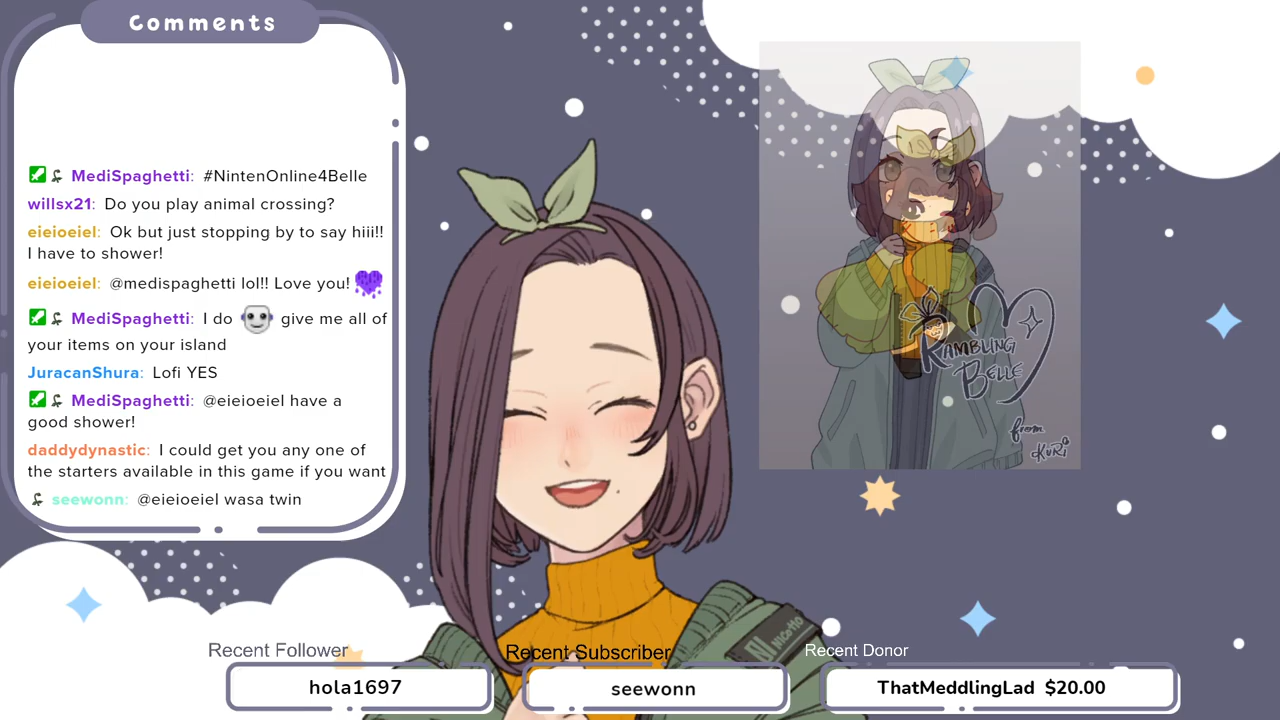 Comments
MediSpaghetti: #NintenOnline4Belle
willsx21: Do you play animal crossing?
eieioeiel: Ok but just stopping by to say hiii!!
I have to shower!
eieioeiel: @medispaghetti lol!! Love you!
MediSpaghetti: I do give me all of
your items on your island
JuracanShura: Lofi YES
MediSpaghetti: @eieioeiel have a
good shower!
daddydynastic: I could get you any one of
the starters available in this game if you want
seewonn: @eieioeiel wasa twin
RAMBLING
BELLE
from
KURi
Nicotto
Recent Follower
hola1697
Recent Subscriber
seewonn
Recent Donor
ThatMeddlingLad $20.00